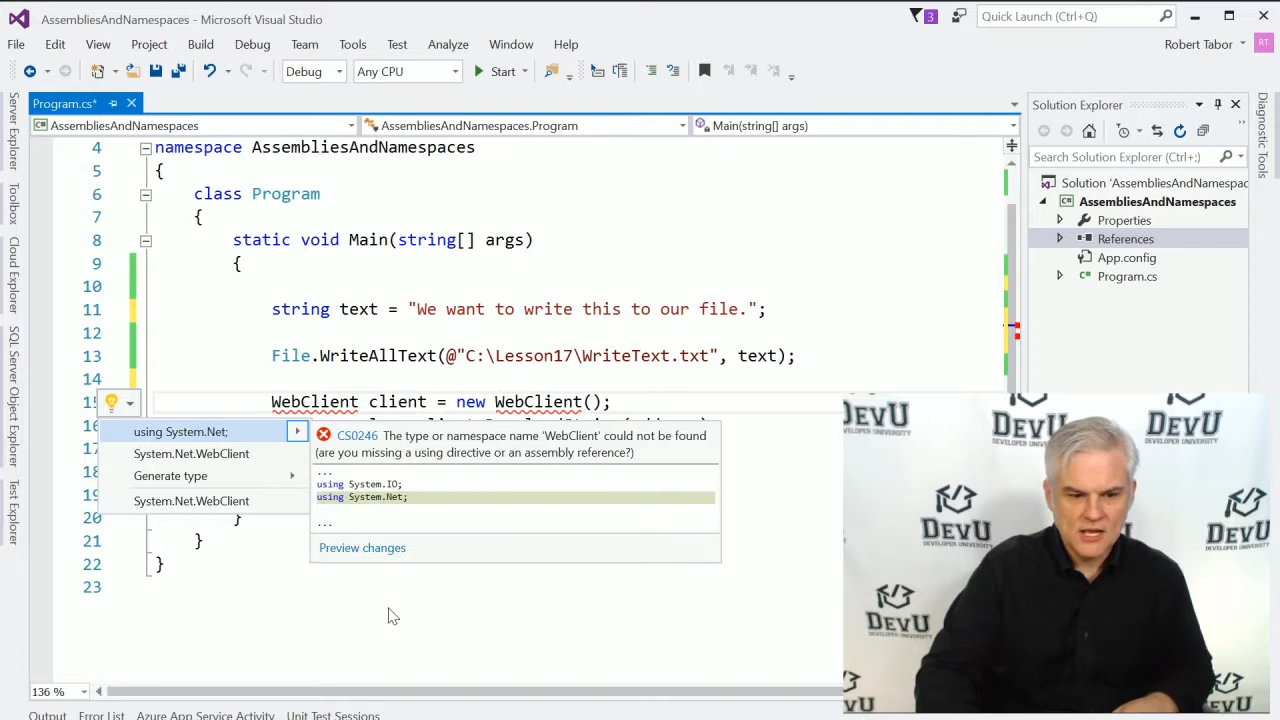 AssembliesAndNamespaces - Microsoft Visual Studio
3
Quick Launch (Ctrl+Q)
File Edit View Project Build Debug Team Tools Test Analyze Window Help
Robert Tabor RT
Debug Any CPU Start
Server Explorer
Toolbox
Cloud Explorer
SQL Server Object Explorer
Test Explorer
Program.cs*
AssembliesAndNamespaces AssembliesAndNamespaces.Program Main(string[] args)
4 namespace AssembliesAndNamespaces
5 {
6 class Program
7 {
8 static void Main(string[] args)
9 {
10
11 string text = "We want to write this to our file.";
12
13 File.WriteAllText(@"C:\Lesson17\WriteText.txt", text);
14
15 WebClient client = new WebClient();
16
17
18
19
20 }
21 }
22 }
23
using System.Net;
System.Net.WebClient
Generate type
System.Net.WebClient
CS0246 The type or namespace name 'WebClient' could not be found
(are you missing a using directive or an assembly reference?)
...
using System.IO;
using System.Net;
...
Preview changes
136 %
Output Error List Azure App Service Activity Unit Test Sessions
Solution Explorer
Search Solution Explorer (Ctrl+;)
Solution 'AssembliesAndNamespac
AssembliesAndNamespaces
Properties
References
App.config
Program.cs
Diagnostic Tools
DevU
DEVELOPER UNIVERSITY
DevU
DEVELOPER UNIVERSITY
DevU
DEVELOPER UNIVERSITY